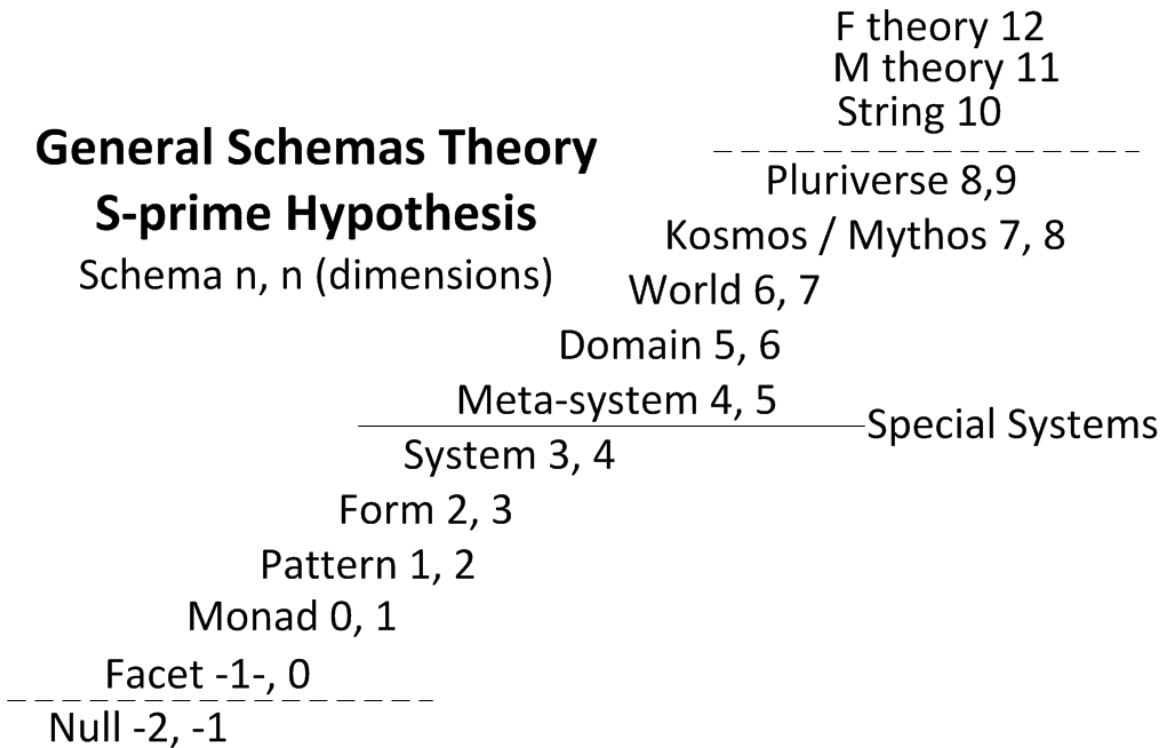 F theory 12
M theory 11
String 10
General Schemas Theory
S-prime Hypothesis
Schema n, n (dimensions)
Pluriverse 8,9
Kosmos / Mythos 7, 8
World 6, 7
Domain 5, 6
Meta-system 4, 5
Special Systems
System 3, 4
Form 2, 3
Pattern 1, 2
Monad 0, 1
Facet -1-, 0
Null -2, -1